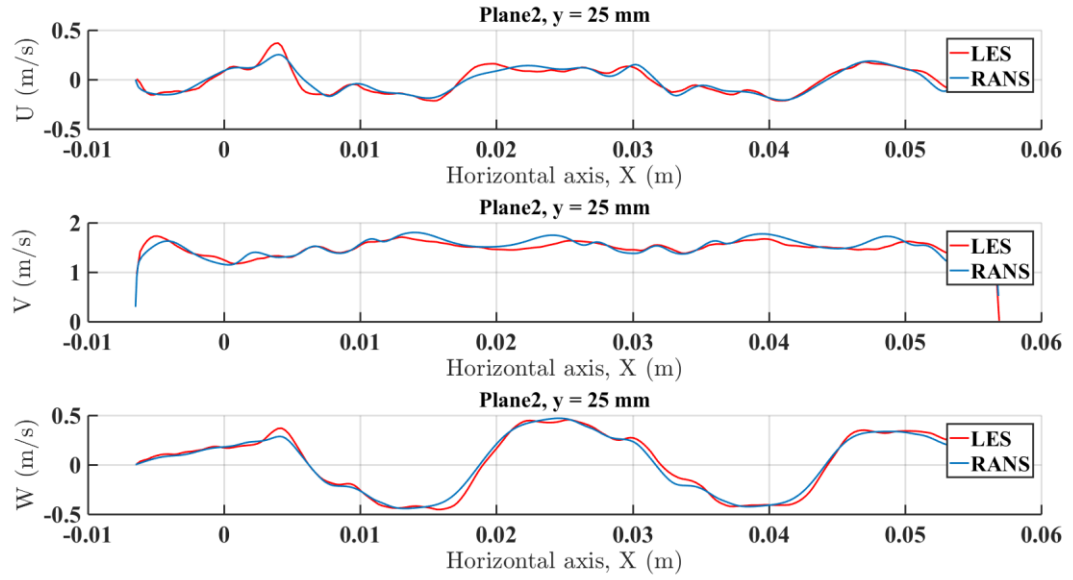 Plane2, y = 25 mm
U (m/s)
0.5
0
-0.5
LES
RANS
-0.01 0 0.01 0.02 0.03 0.04 0.05 0.06
Horizontal axis, X (m)
Plane2, y = 25 mm
V (m/s)
2
1
0
LES
RANS
-0.01 0 0.01 0.02 0.03 0.04 0.05 0.06
Horizontal axis, X (m)
Plane2, y = 25 mm
W (m/s)
0.5
0
-0.5
LES
RANS
-0.01 0 0.01 0.02 0.03 0.04 0.05 0.06
Horizontal axis, X (m)